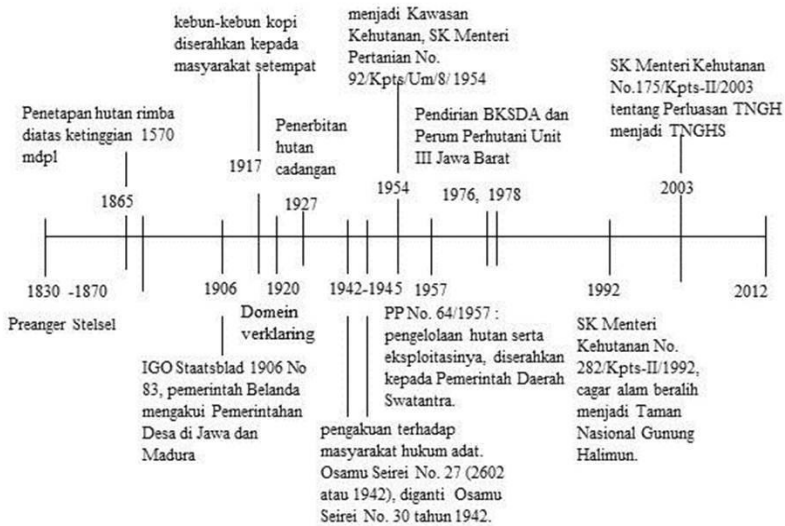 kebun-kebun kopi
diserahkan kepada
masyarakat setempat
menjadi Kawasan
Kehutanan, SK Menteri
Pertanian No.
92/Kpts/Um/8/ 1954
SK Menteri Kehutanan
No.175/Kpts-II/2003
tentang Perluasan TNGH
menjadi TNGHS
Penetapan hutan rimba
diatas ketinggian 1570
mdpl
Penerbitan
hutan
cadangan
Pendirian BKSDA dan
Perum Perhutani Unit
III Jawa Barat
1865
1917
1927
1954
1976, 1978
2003
1830 -1870
1906
1920
1942-1945
1957
1992
2012
Preanger Stelsel
Domein
verklaring
IGO Staatsblad 1906 No
83, pemerintah Belanda
mengakui Pemerintahan
Desa di Jawa dan
Madura
PP No. 64/1957 :
pengelolaan hutan serta
eksploitasinya, diserahkan
kepada Pemerintah Daerah
Swatantra.
pengakuan terhadap
masyarakat hukum adat.
Osamu Seirei No. 27 (2602
atau 1942), diganti Osamu
Seirei No. 30 tahun 1942.
SK Menteri
Kehutanan No.
282/Kpts-II/1992,
cagar alam beralih
menjadi Taman
Nasional Gunung
Halimun.